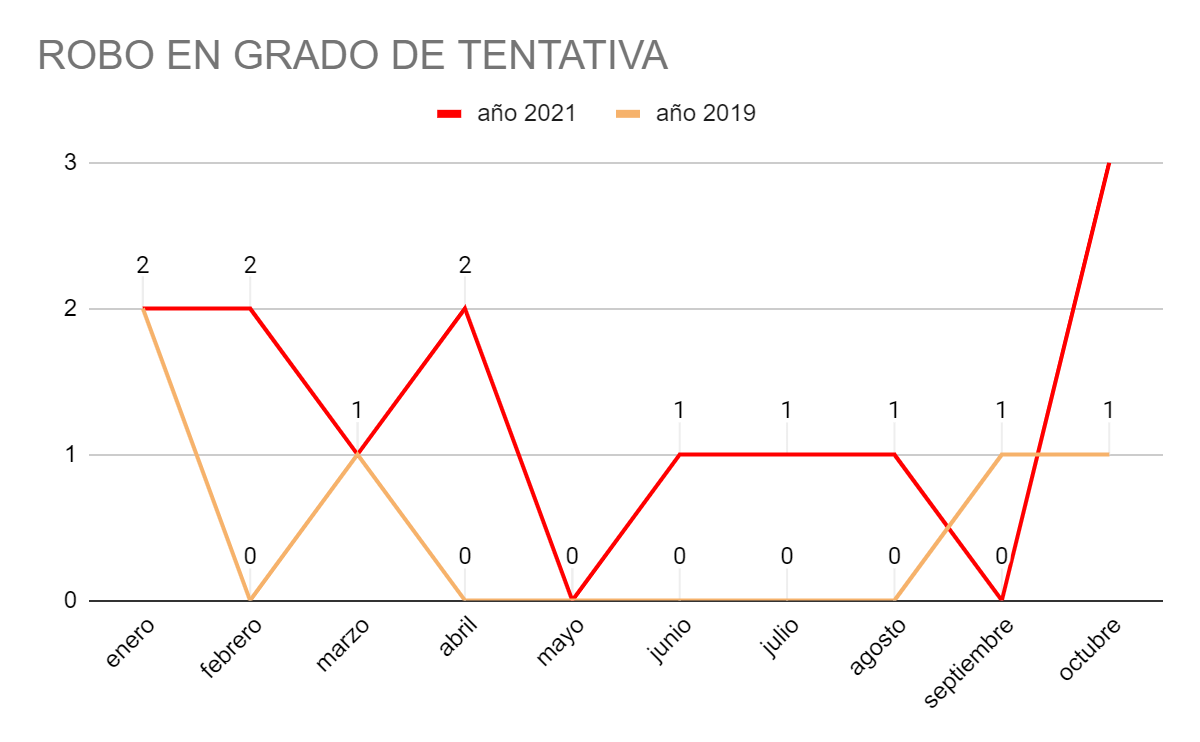 ROBO EN GRADO DE TENTATIVA
año 2021 año 2019
3
2 2 2
2
1 1 1 1 1 1
1
0 0 0 0 0 0 0
0
enero febrero marzo abril mayo junio julio agosto septiembre octubre